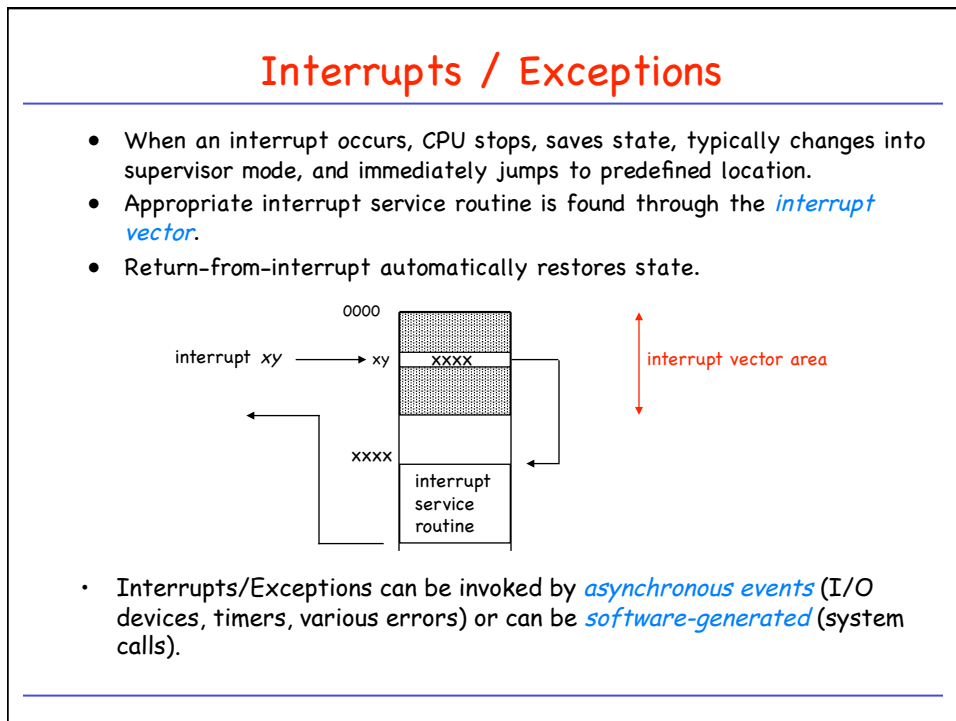 Interrupts / Exceptions
• When an interrupt occurs, CPU stops, saves state, typically changes into
supervisor mode, and immediately jumps to predefined location.
• Appropriate interrupt service routine is found through the interrupt
vector.
• Return-from-interrupt automatically restores state.
0000
interrupt xy
xy
xxxx
interrupt vector area
xxxx
interrupt
service
routine
• Interrupts/Exceptions can be invoked by asynchronous events (I/O
devices, timers, various errors) or can be software-generated (system
calls).